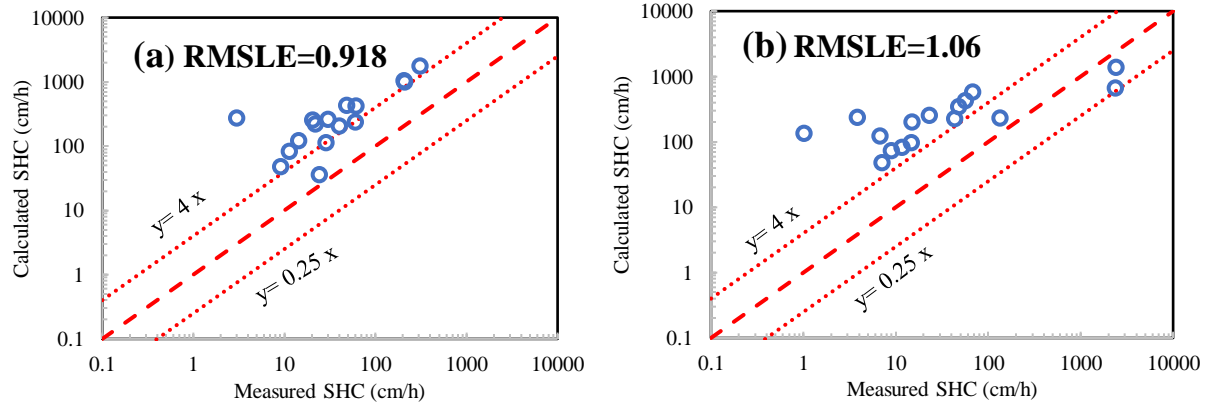 (a) RMSLE=0.918
Calculated SHC (cm/h)
10000
1000
100
10
1
0.1
y= 4 x
y= 0.25 x
0.1 1 10 100 1000 10000
Measured SHC (cm/h)
(b) RMSLE=1.06
Calculated SHC (cm/h)
10000
1000
100
10
1
0.1
y= 4 x
y= 0.25 x
0.1 1 10 100 1000 10000
Measured SHC (cm/h)